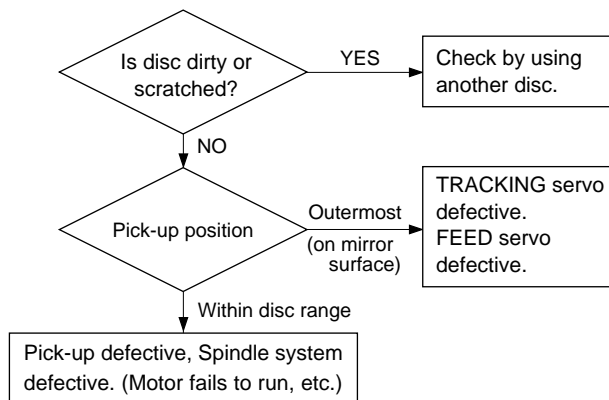 Is disc dirty or
scratched?
YES
Check by using
another disc.
NO
Pick-up position
Outermost
(on mirror
surface)
TRACKING servo
defective.
FEED servo
defective.
Within disc range
Pick-up defective, Spindle system
defective. (Motor fails to run, etc.)